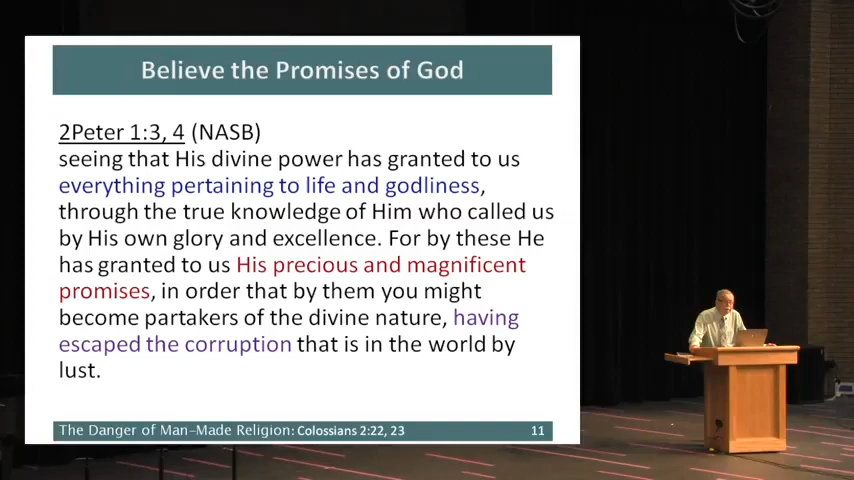 Believe the Promises of God
2Peter 1:3, 4 (NASB)
seeing that His divine power has granted to us
everything pertaining to life and godliness,
through the true knowledge of Him who called us
by His own glory and excellence. For by these He
has granted to us His precious and magnificent
promises, in order that by them you might
become partakers of the divine nature, having
escaped the corruption that is in the world by
lust.
The Danger of Man-Made Religion: Colossians 2:22, 23 11